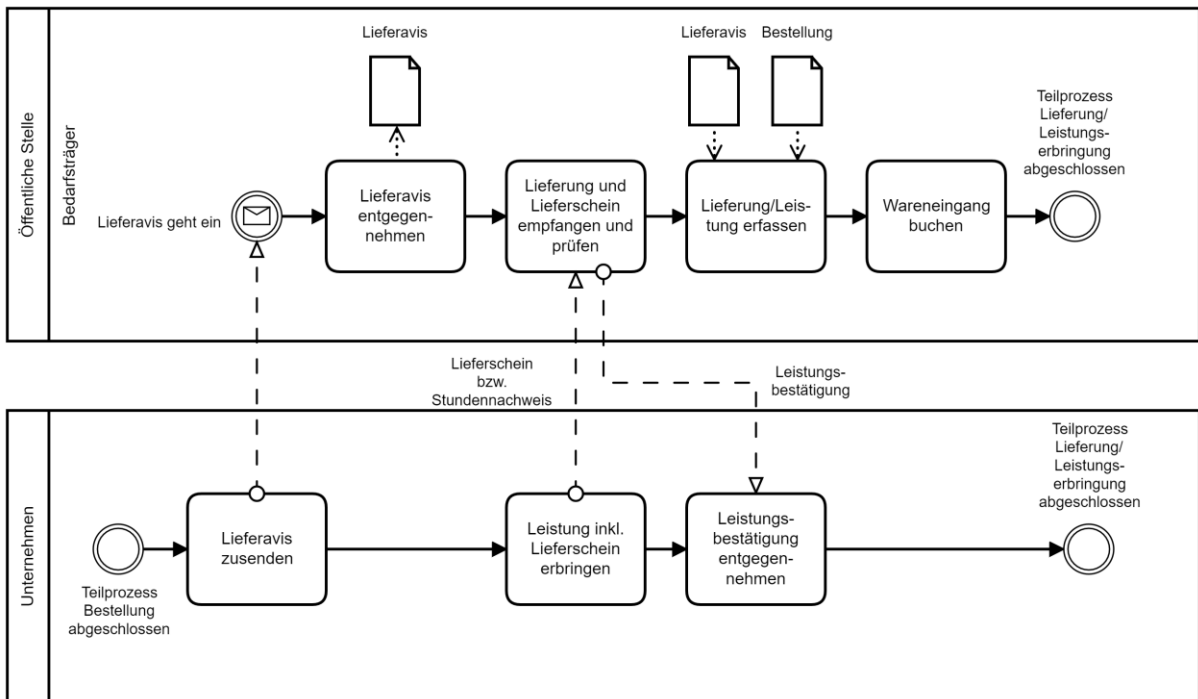 Öffentliche Stelle
Bedarfsträger
Lieferavis
Lieferavis
Bestellung
Teilprozess
Lieferung/
Leistungs-
erbringung
abgeschlossen
Lieferavis geht ein
Lieferavis
entgegen-
nehmen
Lieferung und
Lieferschein
empfangen und
prüfen
Lieferung/Leis-
tung erfassen
Wareneingang
buchen
Lieferschein
bzw.
Stundennachweis
Leistungs-
bestätigung
Unternehmen
Teilprozess
Bestellung
abgeschlossen
Lieferavis
zusenden
Leistung inkl.
Lieferschein
erbringen
Leistungs-
bestätigung
entgegen-
nehmen
Teilprozess
Lieferung/
Leistungs-
erbringung
abgeschlossen